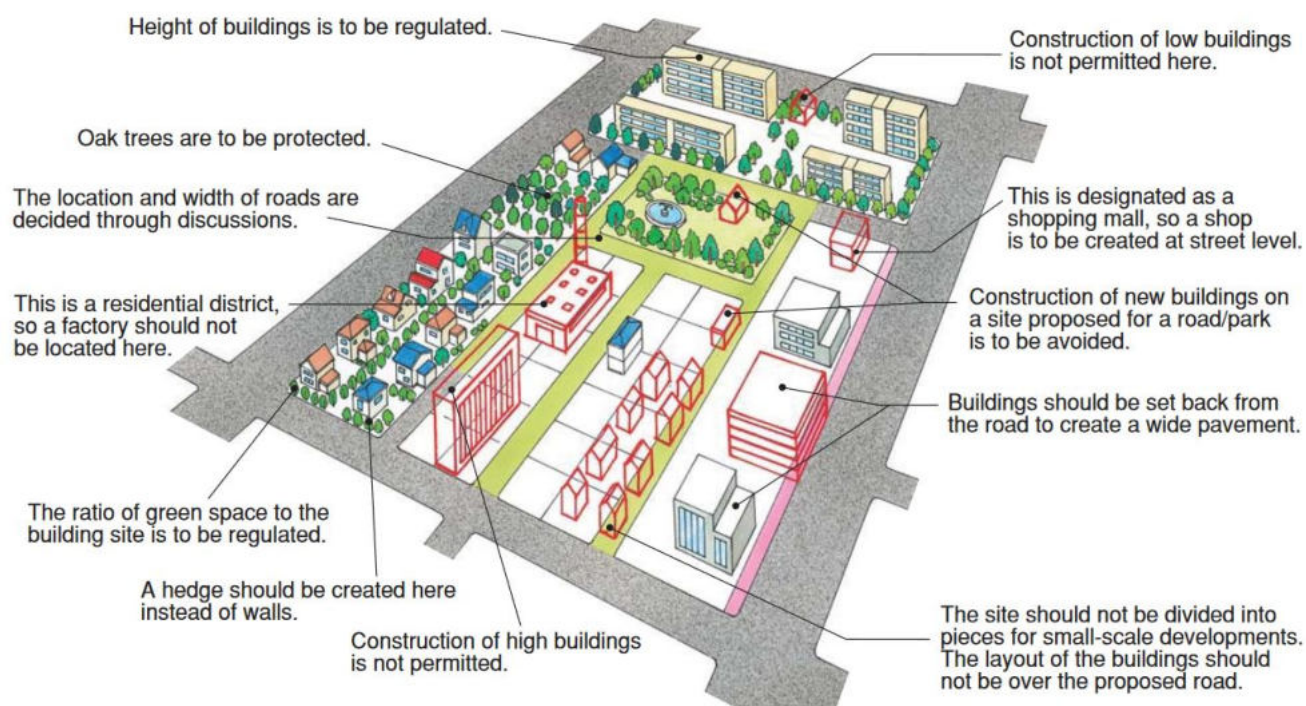 Height of buildings is to be regulated.
Construction of low buildings
is not permitted here.
Oak trees are to be protected.
The location and width of roads are
decided through discussions.
This is designated as a
shopping mall, so a shop
is to be created at street level.
This is a residential district,
so a factory should not
be located here.
Construction of new buildings on
a site proposed for a road/park
is to be avoided.
Buildings should be set back from
the road to create a wide pavement.
The ratio of green space to the
building site is to be regulated.
A hedge should be created here
instead of walls.
Construction of high buildings
is not permitted.
The site should not be divided into
pieces for small-scale developments.
The layout of the buildings should
not be over the proposed road.